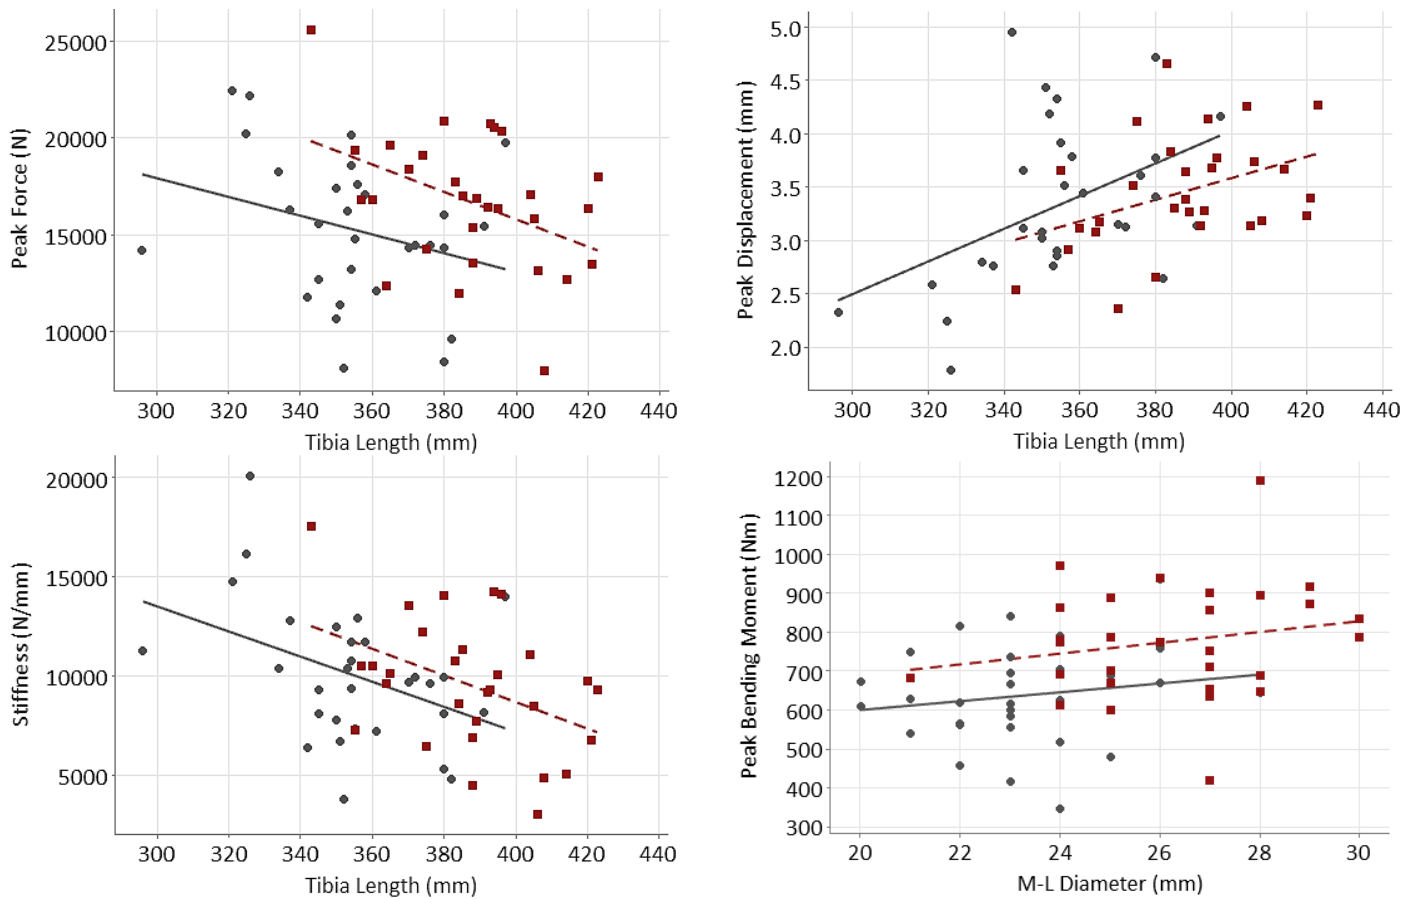 Peak Force (N)
25000
20000
15000
10000
300 320 340 360 380 400 420 440
Tibia Length (mm)
Peak Displacement (mm)
5.0
4.5
4.0
3.5
3.0
2.5
2.0
300 320 340 360 380 400 420 440
Tibia Length (mm)
Stiffness (N/mm)
20000
15000
10000
5000
300 320 340 360 380 400 420 440
Tibia Length (mm)
Peak Bending Moment (Nm)
1200
1100
1000
900
800
700
600
500
400
300
20 22 24 26 28 30
M-L Diameter (mm)